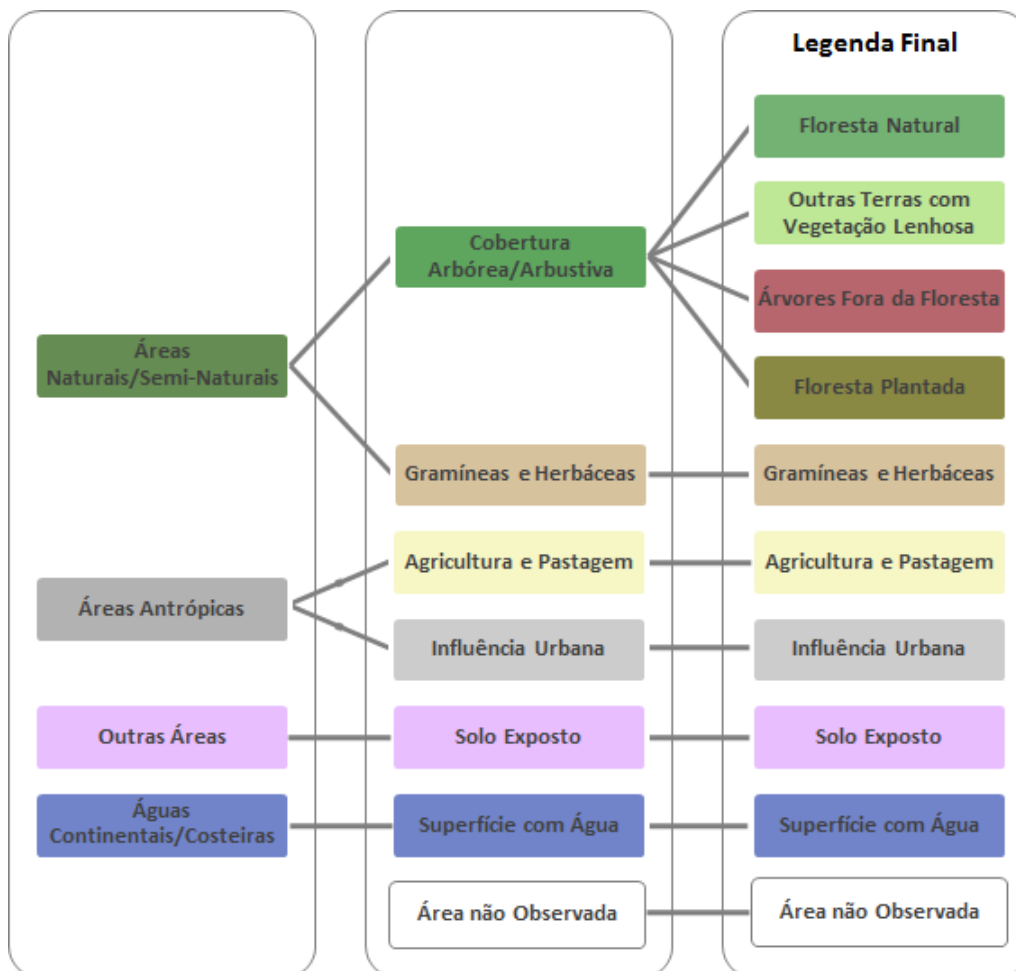 Áreas
Naturais/Semi-Naturais
Áreas Antrópicas
Outras Áreas
Águas
Continentais/Costeiras
Cobertura
Arbórea/Arbustiva
Gramíneas e Herbáceas
Agricultura e Pastagem
Influência Urbana
Solo Exposto
Superfície com Água
Área não Observada
Legenda Final
Floresta Natural
Outras Terras com
Vegetação Lenhosa
Árvores Fora da Floresta
Floresta Plantada
Gramíneas e Herbáceas
Agricultura e Pastagem
Influência Urbana
Solo Exposto
Superfície com Água
Área não Observada